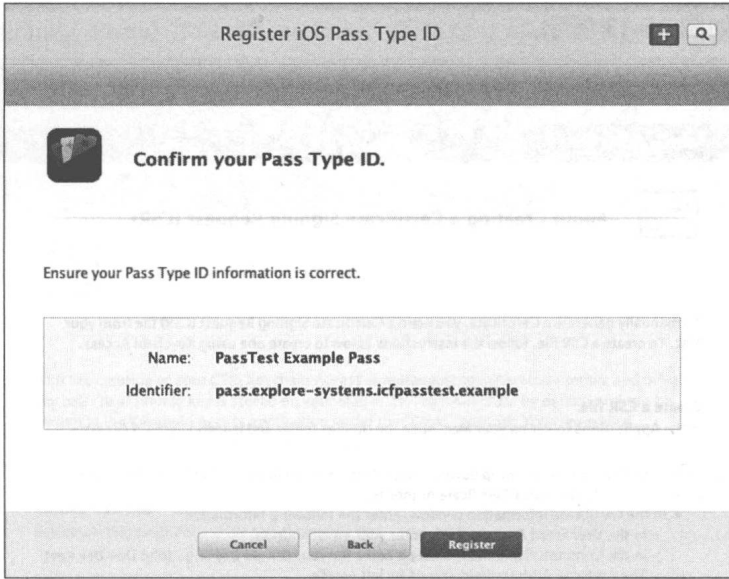 Register iOS Pass Type ID
Confirm your Pass Type ID.
Ensure your Pass Type ID information is correct.
Name: PassTest Example Pass
Identifier: pass.explore-systems.icfpasstest.example
Cancel Back Register